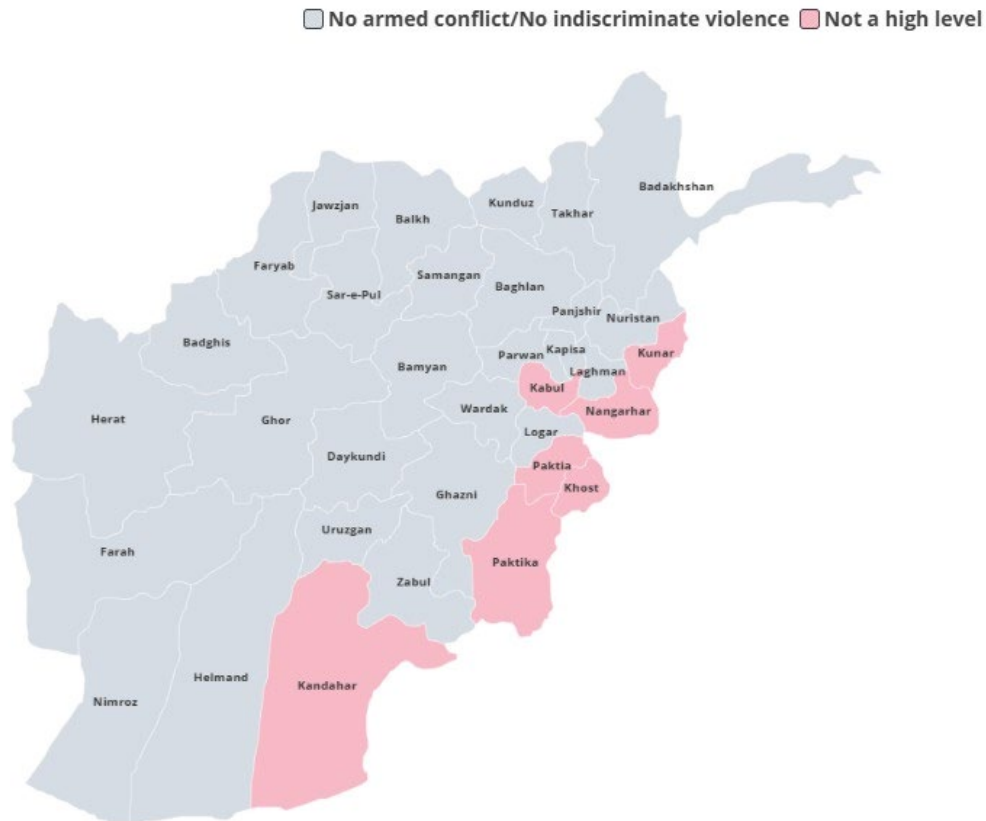 No armed conflict/No indiscriminate violence Not a high level
Badakhshan
Jawzjan
Kunduz
Takhar
Balkh
Faryab
Samangan
Baghlan
Sar-e-Pul
Panjshir
Nuristan
Badghis
Parwan
Kapisa
Kunar
Bamyan
Laghman
Kabul
Herat
Ghor
Wardak
Nangarhar
Logar
Daykundi
Paktia
Ghazni
Khost
Uruzgan
Farah
Paktika
Zabul
Helmand
Kandahar
Nimroz